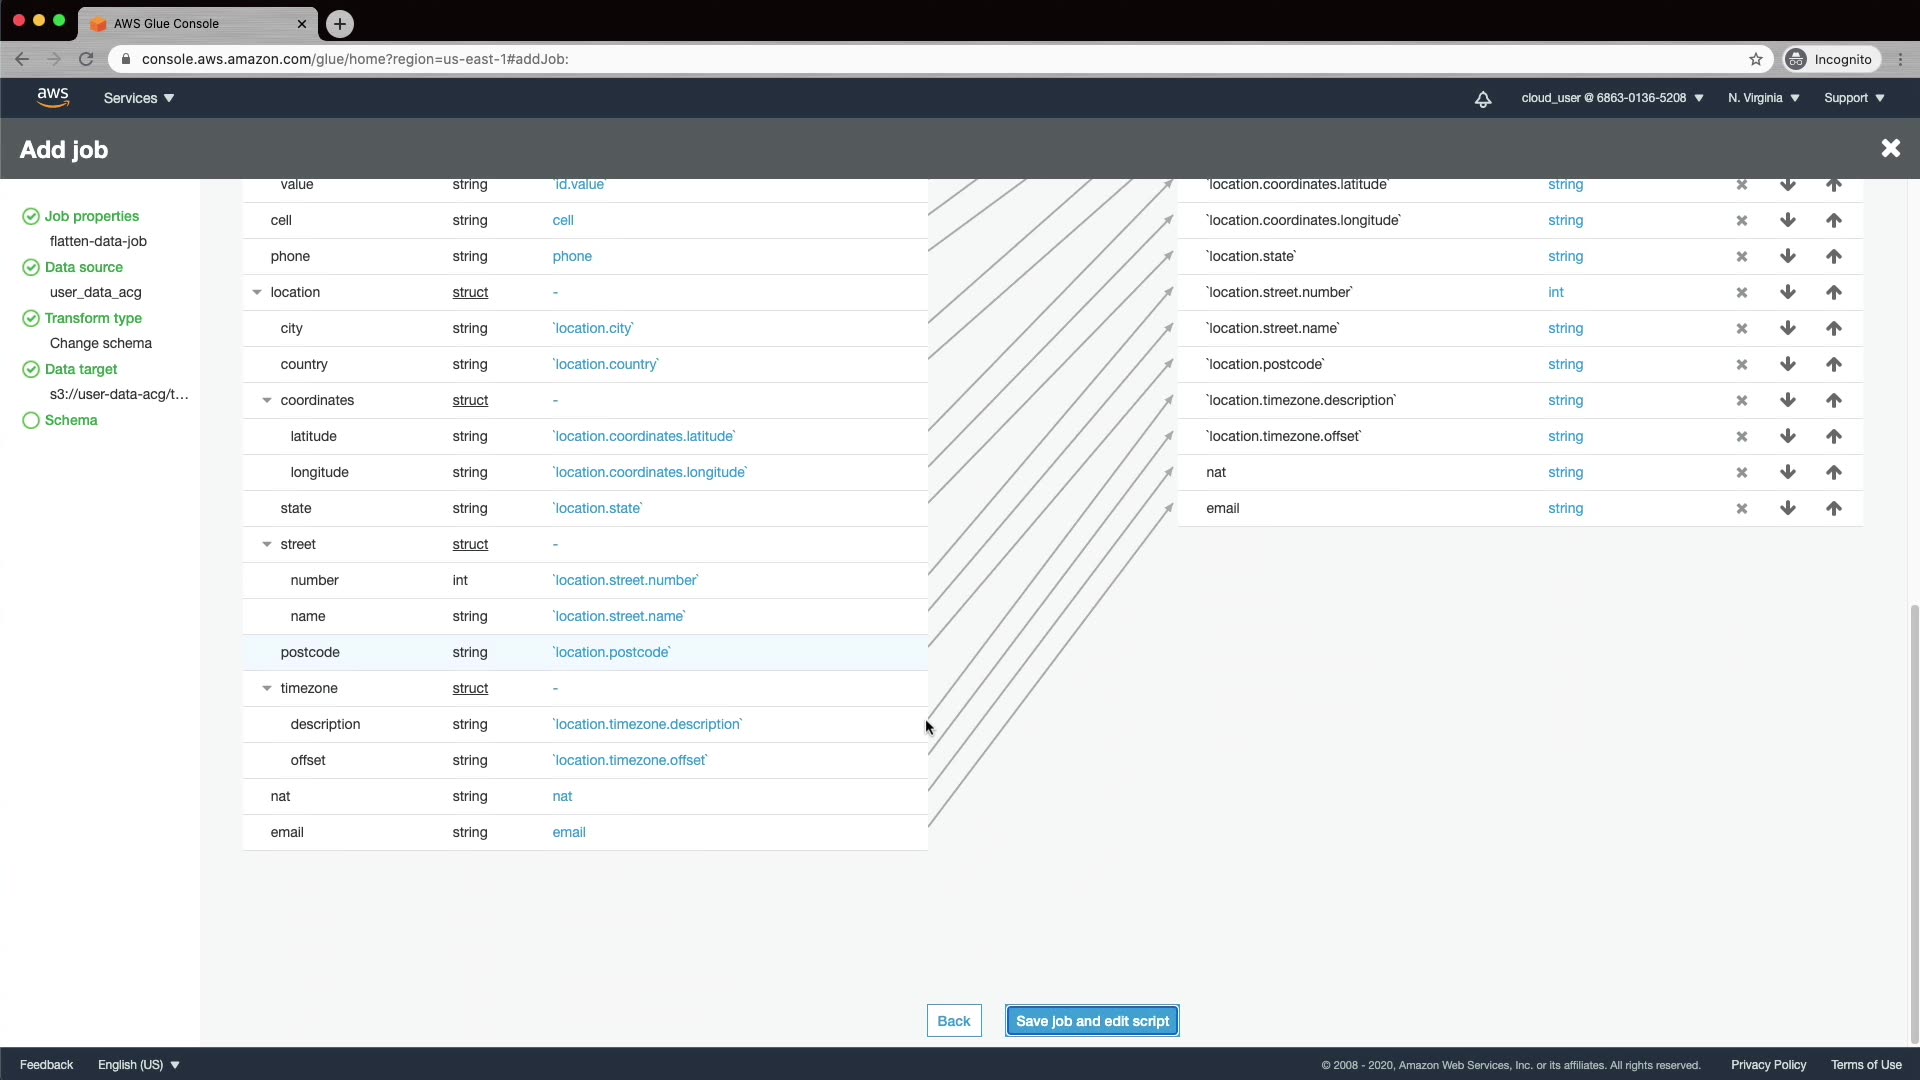 AWS Glue Console
console.aws.amazon.com/glue/home?region=us-east-1#addJob:
Incognito
aws
Services
cloud_user @ 6863-0136-5208
N. Virginia
Support
Add job
Job properties
flatten-data-job
Data source
user_data_acg
Transform type
Change schema
Data target
s3://user-data-acg/t...
Schema
value string `id.value`
cell string cell
phone string phone
location struct -
city string `location.city`
country string `location.country`
coordinates struct -
latitude string `location.coordinates.latitude`
longitude string `location.coordinates.longitude`
state string `location.state`
street struct -
number int `location.street.number`
name string `location.street.name`
postcode string `location.postcode`
timezone struct -
description string `location.timezone.description`
offset string `location.timezone.offset`
nat string nat
email string email
`location.coordinates.latitude` string
`location.coordinates.longitude` string
`location.state` string
`location.street.number` int
`location.street.name` string
`location.postcode` string
`location.timezone.description` string
`location.timezone.offset` string
nat string
email string
Back
Save job and edit script
Feedback
English (US)
© 2008 - 2020, Amazon Web Services, Inc. or its affiliates. All rights reserved.
Privacy Policy
Terms of Use